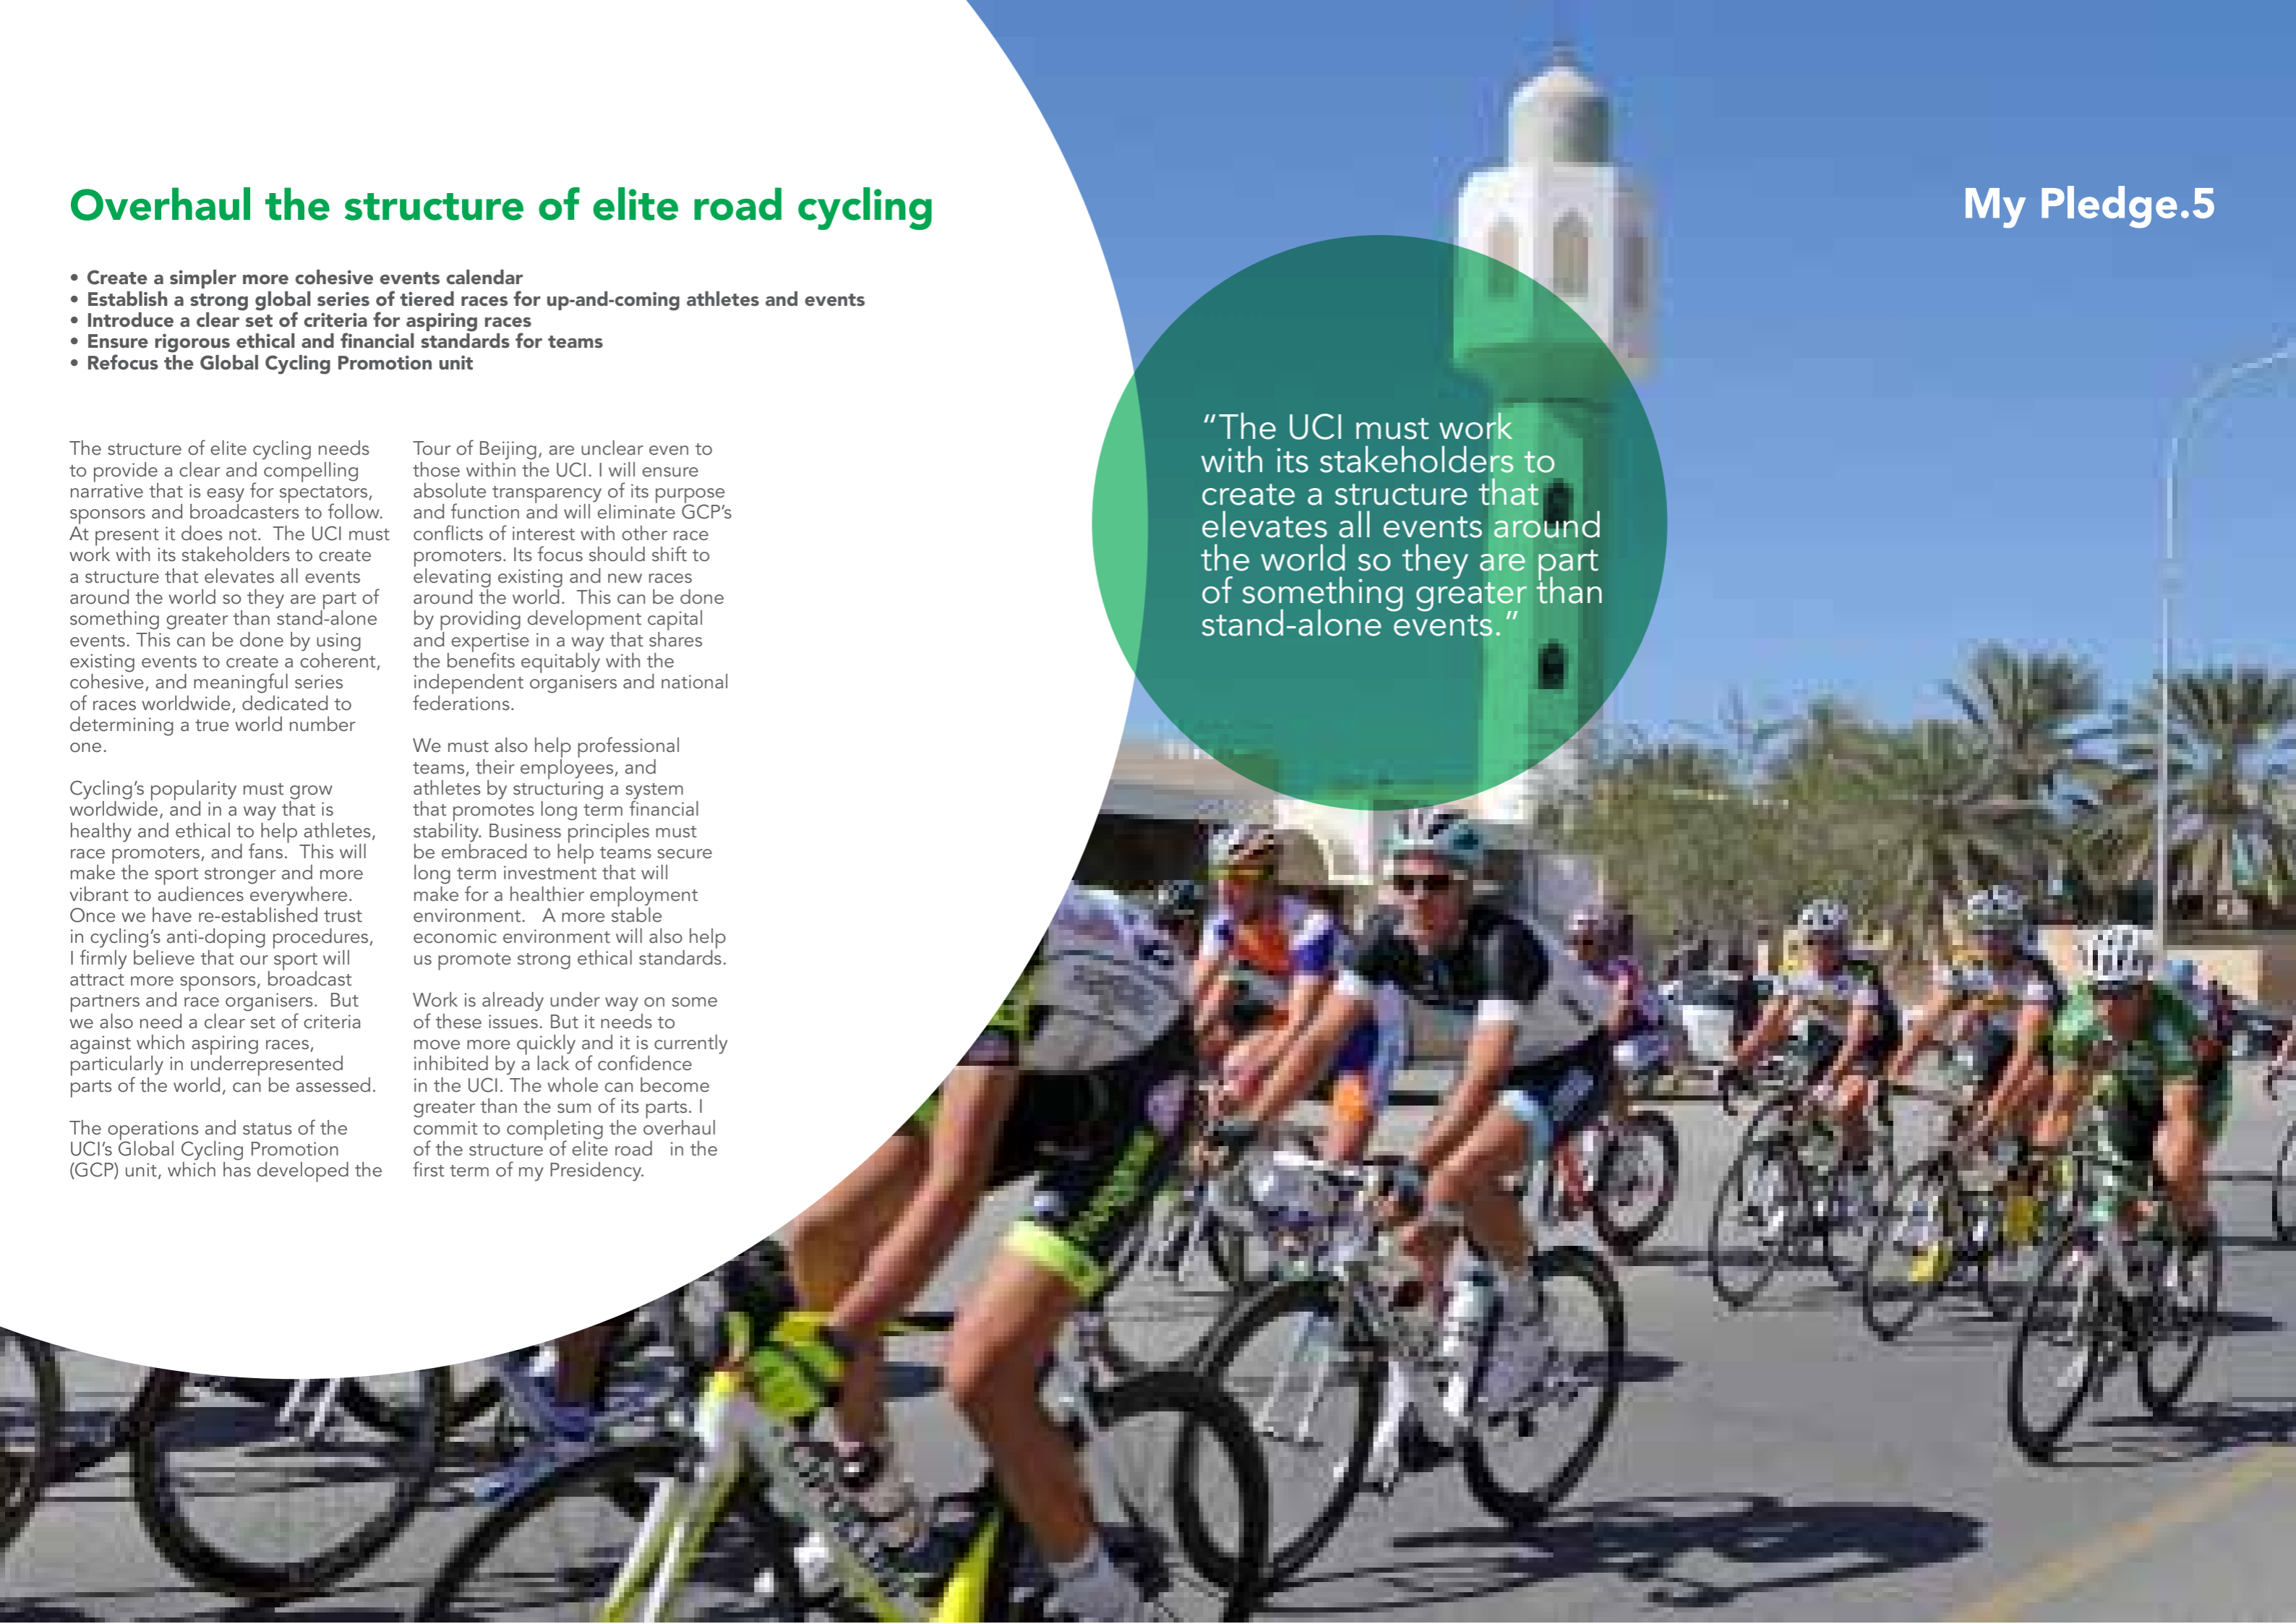 Overhaul the structure of elite road cycling
My Pledge.5
• Create a simpler more cohesive events calendar
• Establish a strong global series of tiered races for up-and-coming athletes and events
• Introduce a clear set of criteria for aspiring races
• Ensure rigorous ethical and financial standards for teams
• Refocus the Global Cycling Promotion unit
The structure of elite cycling needs
to provide a clear and compelling
narrative that is easy for spectators,
sponsors and broadcasters to follow.
At present it does not. The UCI must
work with its stakeholders to create
a structure that elevates all events
around the world so they are part of
something greater than stand-alone
events. This can be done by using
existing events to create a coherent,
cohesive, and meaningful series
of races worldwide, dedicated to
determining a true world number
one.
Cycling’s popularity must grow
worldwide, and in a way that is
healthy and ethical to help athletes,
race promoters, and fans. This will
make the sport stronger and more
vibrant to audiences everywhere.
Once we have re-established trust
in cycling’s anti-doping procedures,
I firmly believe that our sport will
attract more sponsors, broadcast
partners and race organisers. But
we also need a clear set of criteria
against which aspiring races,
particularly in underrepresented
parts of the world, can be assessed.
The operations and status of the
UCI’s Global Cycling Promotion
(GCP) unit, which has developed the
Tour of Beijing, are unclear even to
those within the UCI. I will ensure
absolute transparency of its purpose
and function and will eliminate GCP’s
conflicts of interest with other race
promoters. Its focus should shift to
elevating existing and new races
around the world. This can be done
by providing development capital
and expertise in a way that shares
the benefits equitably with the
independent organisers and national
federations.
We must also help professional
teams, their employees, and
athletes by structuring a system
that promotes long term financial
stability. Business principles must
be embraced to help teams secure
long term investment that will
make for a healthier employment
environment. A more stable
economic environment will also help
us promote strong ethical standards.
Work is already under way on some
of these issues. But it needs to
move more quickly and it is currently
inhibited by a lack of confidence
in the UCI. The whole can become
greater than the sum of its parts. I
commit to completing the overhaul
of the structure of elite road in the
first term of my Presidency.
“The UCI must work
with its stakeholders to
create a structure that
elevates all events around
the world so they are part
of something greater than
stand-alone events.”